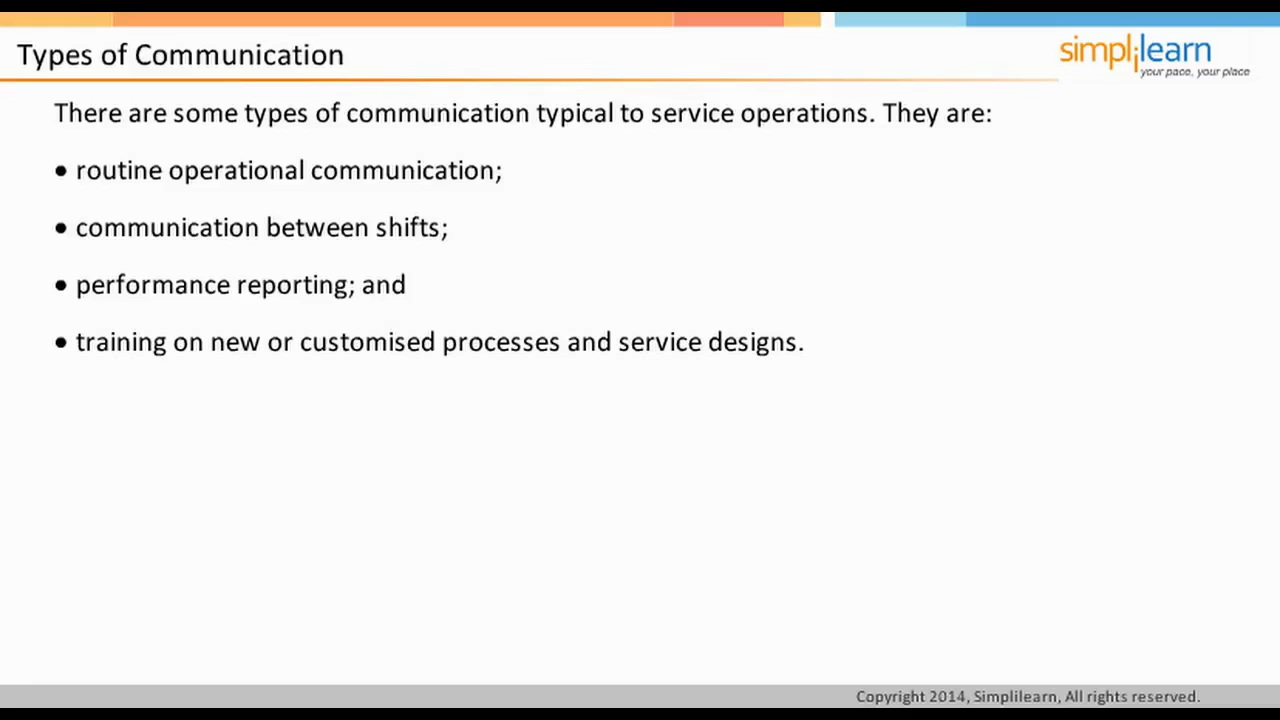 Types of Communication
simplilearn
your pace, your place
There are some types of communication typical to service operations. They are:
• routine operational communication;
• communication between shifts;
• performance reporting; and
• training on new or customised processes and service designs.
Copyright 2014, Simplilearn, All rights reserved.